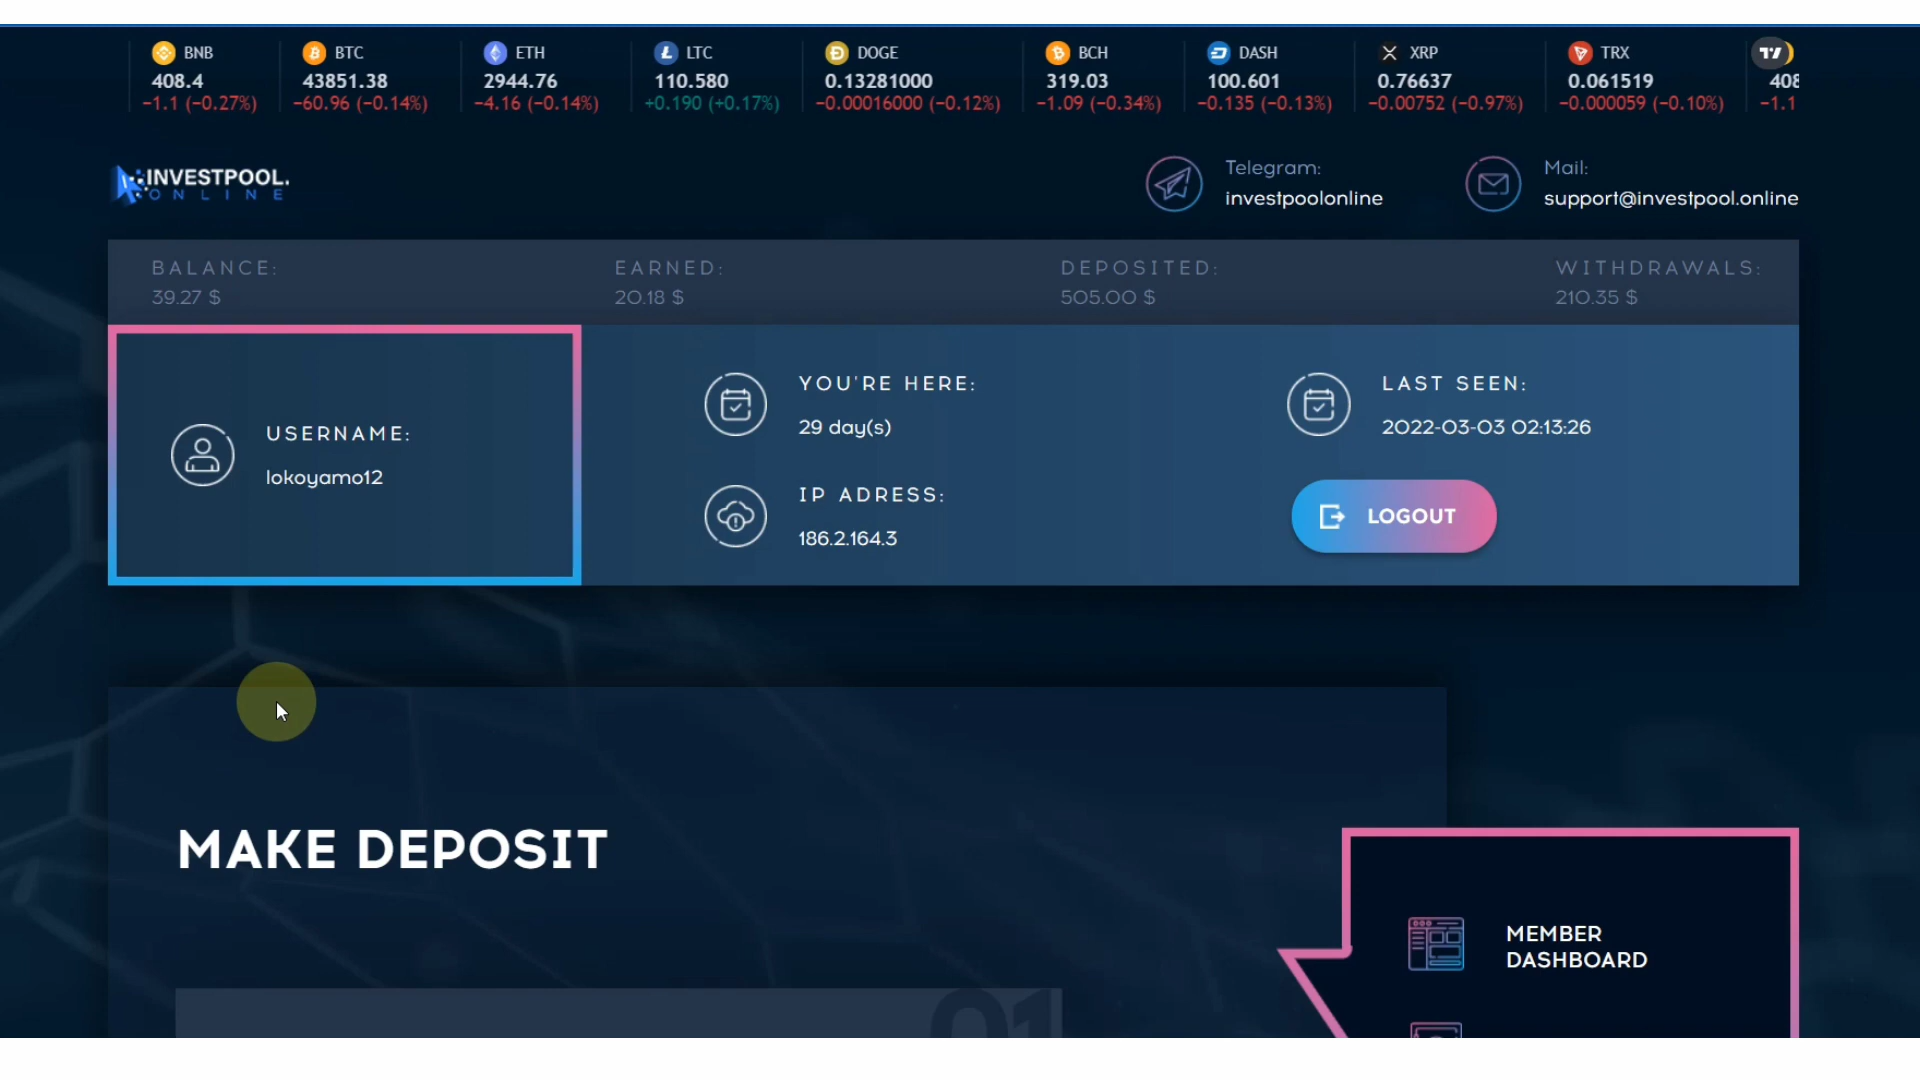 BNB BTC ETH LTC DOGE BCH DASH XRP TRX
408.4 43851.38 2944.76 110.580 0.13281000 319.03 100.601 0.76637 0.061519 408
−1.1 (−0.27%) −60.96 (−0.14%) −4.16 (−0.14%) +0.190 (+0.17%) −0.00016000 (−0.12%) −1.09 (−0.34%) −0.135 (−0.13%) −0.00752 (−0.97%) −0.000059 (−0.10%) −1.1
INVESTPOOL.
ONLINE
Telegram:
investpoolonline
Mail:
support@investpool.online
BALANCE: EARNED: DEPOSITED: WITHDRAWALS:
39.27 $ 20.18 $ 505.00 $ 210.35 $
USERNAME:
lokoyamo12
YOU'RE HERE:
29 day(s)
IP ADRESS:
186.2.164.3
LAST SEEN:
2022-03-03 02:13:26
LOGOUT
MAKE DEPOSIT
01
MEMBER
DASHBOARD